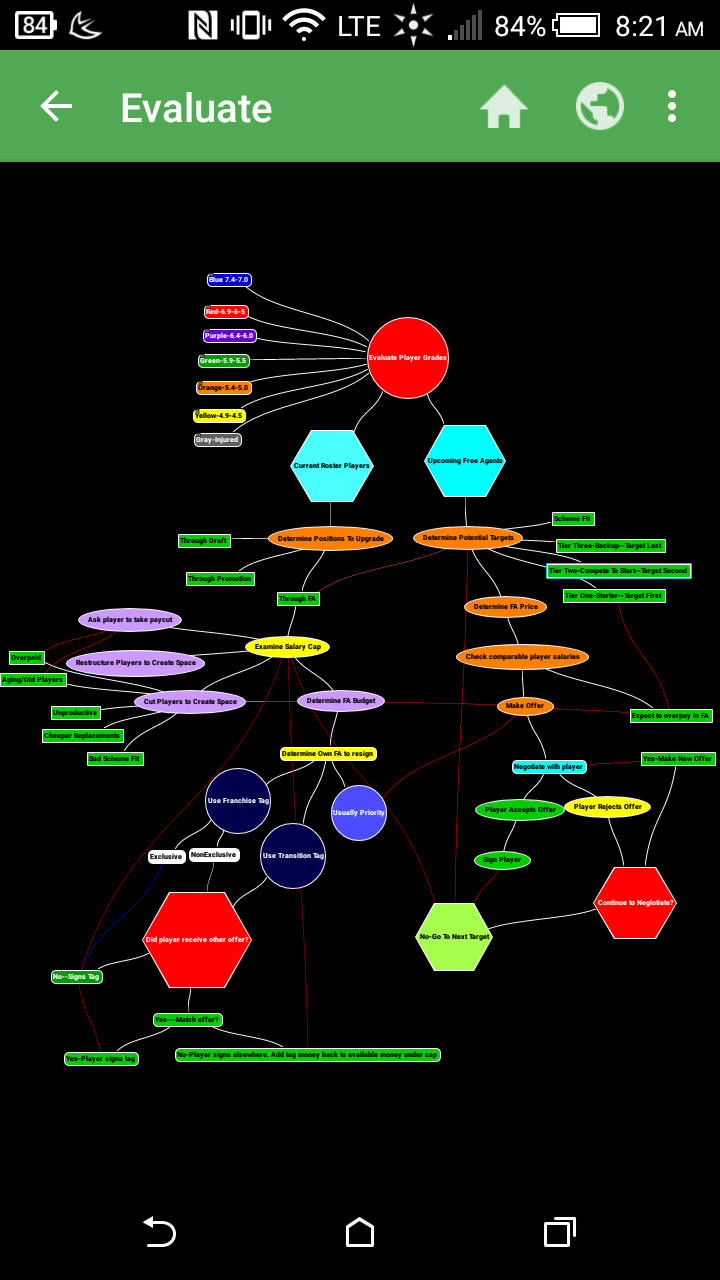 84
LTE
84%
8:21 AM
Evaluate
Blue 7.4-7.0
Red-6.9-6-5
Purple-6.4-6.0
Green-5.9-5.5
Orange-5.4-5.0
Yellow-4.9-4.5
Gray-Injured
Evaluate Player Grades
Current Roster Players
Upcoming Free Agents
Scheme Fit
Through Draft
Determine Positions To Upgrade
Determine Potential Targets
Tier Three-Backup--Target Last
Tier Two-Compete To Start--Target Second
Through Promotion
Through FA
Tier One-Starter--Target First
Determine FA Price
Ask player to take paycut
Examine Salary Cap
Overpaid
Restructure Players to Create Space
Check comparable player salaries
Aging/Old Players
Cut Players to Create Space
Determine FA Budget
Make Offer
Unproductive
Expect to overpay in FA
Cheaper Replacements
Bad Scheme Fit
Determine Own FA to resign
Yes-Make New Offer
Negotiate with player
Use Franchise Tag
Usually Priority
Player Accepts Offer
Player Rejects Offer
Exclusive
NonExclusive
Use Transition Tag
Sign Player
Continue to Negiotiate?
Did player receive other offer?
No-Go To Next Target
No--Signs Tag
Yes---Match offer?
Yes-Player signs tag
No-Player signs elsewhere. Add tag money back to available money under cap